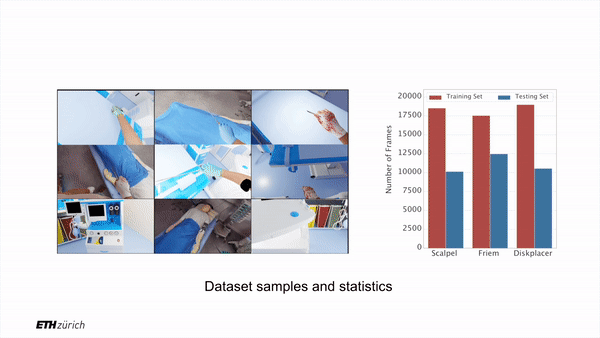 20000
17500
15000
12500
10000
7500
5000
2500
0
Number of Frames
Training Set
Testing Set
Scalpel
Friem
Diskplacer
Dataset samples and statistics
ETHzürich